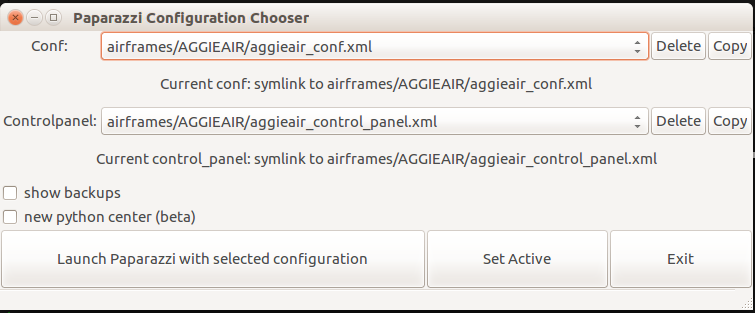 Paparazzi Configuration Chooser
Conf: airframes/AGGIEAIR/aggieair_conf.xml Delete Copy
Current conf: symlink to airframes/AGGIEAIR/aggieair_conf.xml
Controlpanel: airframes/AGGIEAIR/aggieair_control_panel.xml Delete Copy
Current control_panel: symlink to airframes/AGGIEAIR/aggieair_control_panel.xml
show backups
new python center (beta)
Launch Paparazzi with selected configuration Set Active Exit